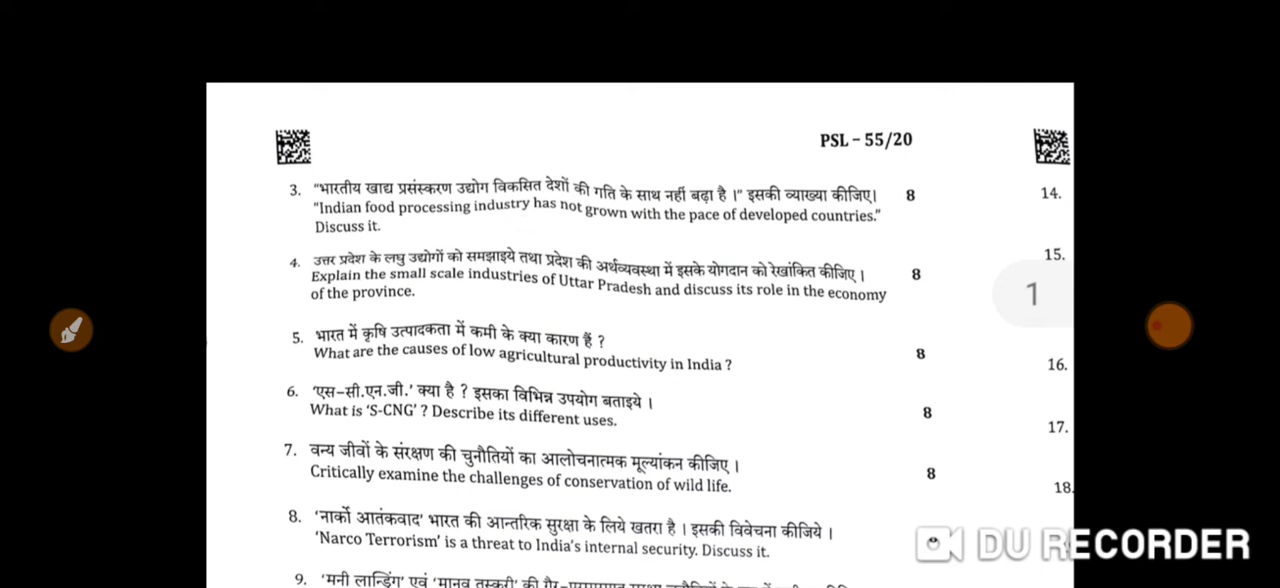 PSL – 55/20
3. "भारतीय खाद्य प्रसंस्करण उद्योग विकसित देशों की गति के साथ नहीं बढ़ा है ।" इसकी व्याख्या कीजिए। 8
"Indian food processing industry has not grown with the pace of developed countries."
Discuss it.
4. उत्तर प्रदेश के लघु उद्योगों को समझाइये तथा प्रदेश की अर्थव्यवस्था में इसके योगदान को रेखांकित कीजिए । 8
Explain the small scale industries of Uttar Pradesh and discuss its role in the economy
of the province.
5. भारत में कृषि उत्पादकता में कमी के क्या कारण हैं ?
What are the causes of low agricultural productivity in India ? 8
6. 'एस–सी.एन.जी.' क्या है ? इसका विभिन्न उपयोग बताइये ।
What is 'S-CNG' ? Describe its different uses. 8
7. वन्य जीवों के संरक्षण की चुनौतियों का आलोचनात्मक मूल्यांकन कीजिए ।
Critically examine the challenges of conservation of wild life. 8
8. 'नार्को आतंकवाद' भारत की आन्तरिक सुरक्षा के लिये खतरा है । इसकी विवेचना कीजिये ।
'Narco Terrorism' is a threat to India's internal security. Discuss it.
9. 'मनी लान्ड्रिंग' एवं 'मानव तस्करी' की
14.
15.
1
16.
17.
18.
DU RECORDER